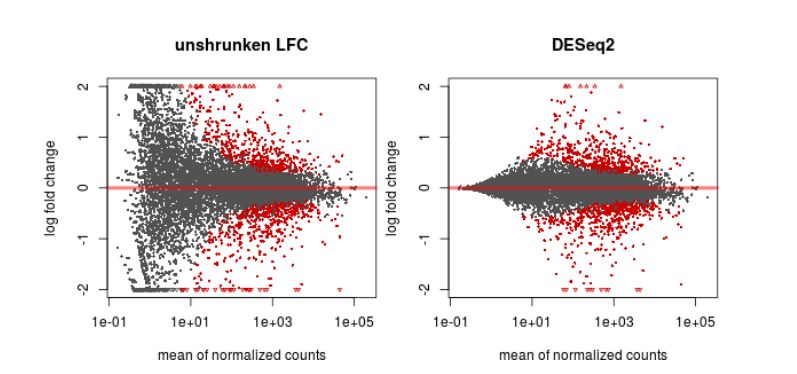 unshrunken LFC
log fold change
2
1
0
-1
-2
1e-01 1e+01 1e+03 1e+05
mean of normalized counts
DESeq2
log fold change
2
1
0
-1
-2
1e-01 1e+01 1e+03 1e+05
mean of normalized counts